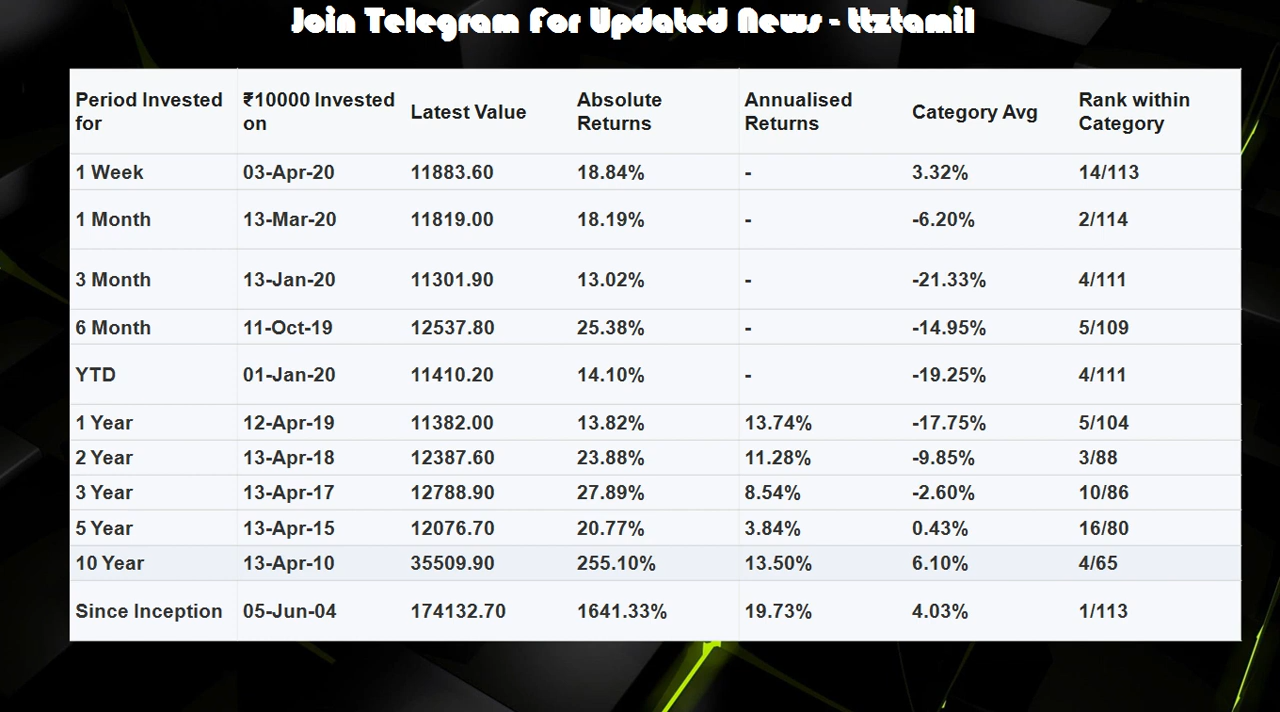 Join Telegram For Updated News - ttztamil
Period Invested for ₹10000 Invested on Latest Value Absolute Returns Annualised Returns Category Avg Rank within Category
1 Week 03-Apr-20 11883.60 18.84% - 3.32% 14/113
1 Month 13-Mar-20 11819.00 18.19% - -6.20% 2/114
3 Month 13-Jan-20 11301.90 13.02% - -21.33% 4/111
6 Month 11-Oct-19 12537.80 25.38% - -14.95% 5/109
YTD 01-Jan-20 11410.20 14.10% - -19.25% 4/111
1 Year 12-Apr-19 11382.00 13.82% 13.74% -17.75% 5/104
2 Year 13-Apr-18 12387.60 23.88% 11.28% -9.85% 3/88
3 Year 13-Apr-17 12788.90 27.89% 8.54% -2.60% 10/86
5 Year 13-Apr-15 12076.70 20.77% 3.84% 0.43% 16/80
10 Year 13-Apr-10 35509.90 255.10% 13.50% 6.10% 4/65
Since Inception 05-Jun-04 174132.70 1641.33% 19.73% 4.03% 1/113